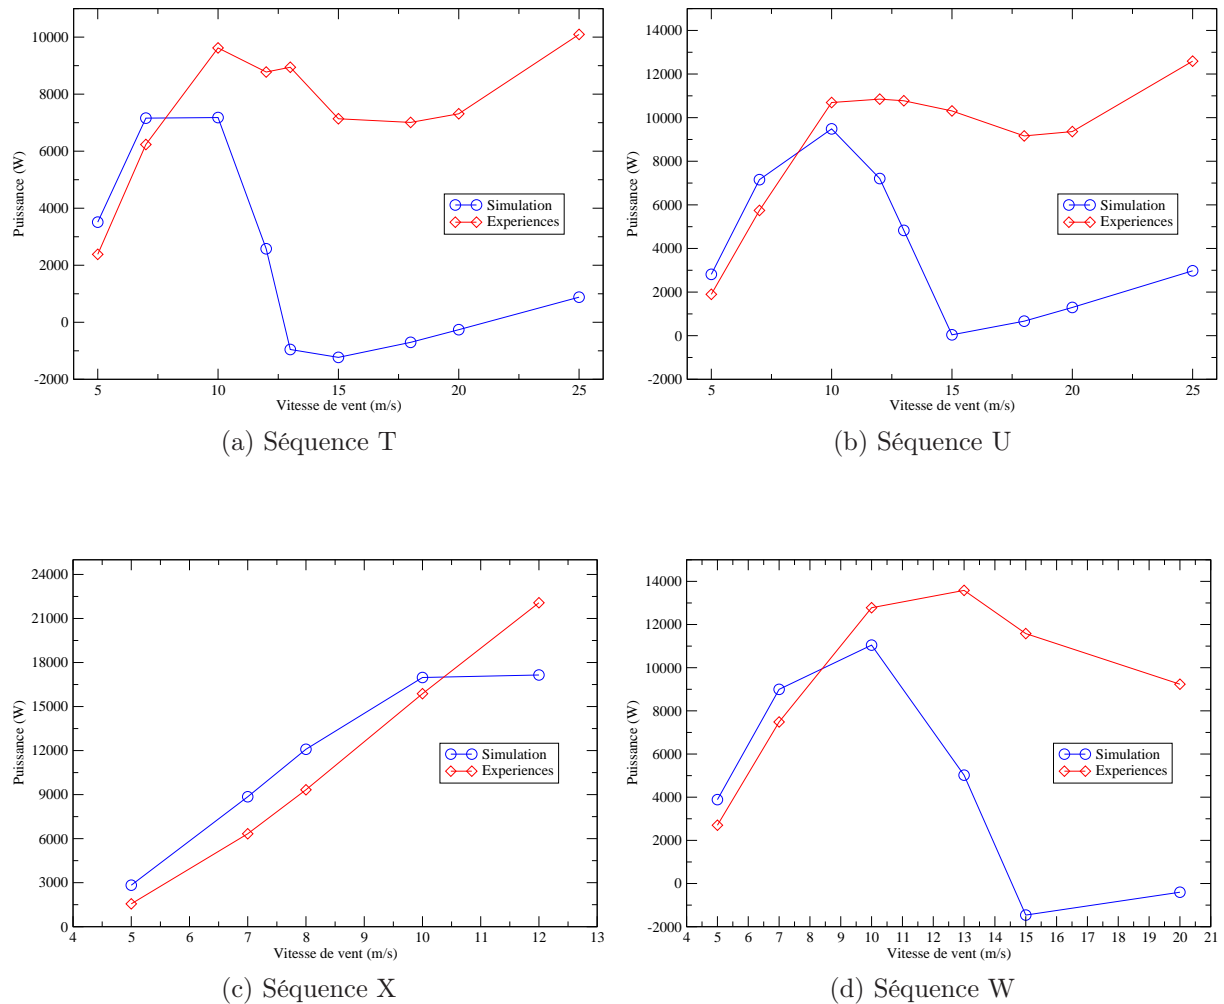 10000
8000
6000
4000
2000
0
-2000
Puissance (W)
Simulation
Experiences
5 10 15 20 25
Vitesse de vent (m/s)
(a) Séquence T
14000
12000
10000
8000
6000
4000
2000
0
-2000
Puissance (W)
Simulation
Experiences
5 10 15 20 25
Vitesse de vent (m/s)
(b) Séquence U
24000
21000
18000
15000
12000
9000
6000
3000
0
Puissance (W)
Simulation
Experiences
4 5 6 7 8 9 10 11 12 13
Vitesse de vent (m/s)
(c) Séquence X
14000
12000
10000
8000
6000
4000
2000
0
-2000
Puissance (W)
Simulation
Experiences
4 5 6 7 8 9 10 11 12 13 14 15 16 17 18 19 20 21
Vitesse de vent (m/s)
(d) Séquence W